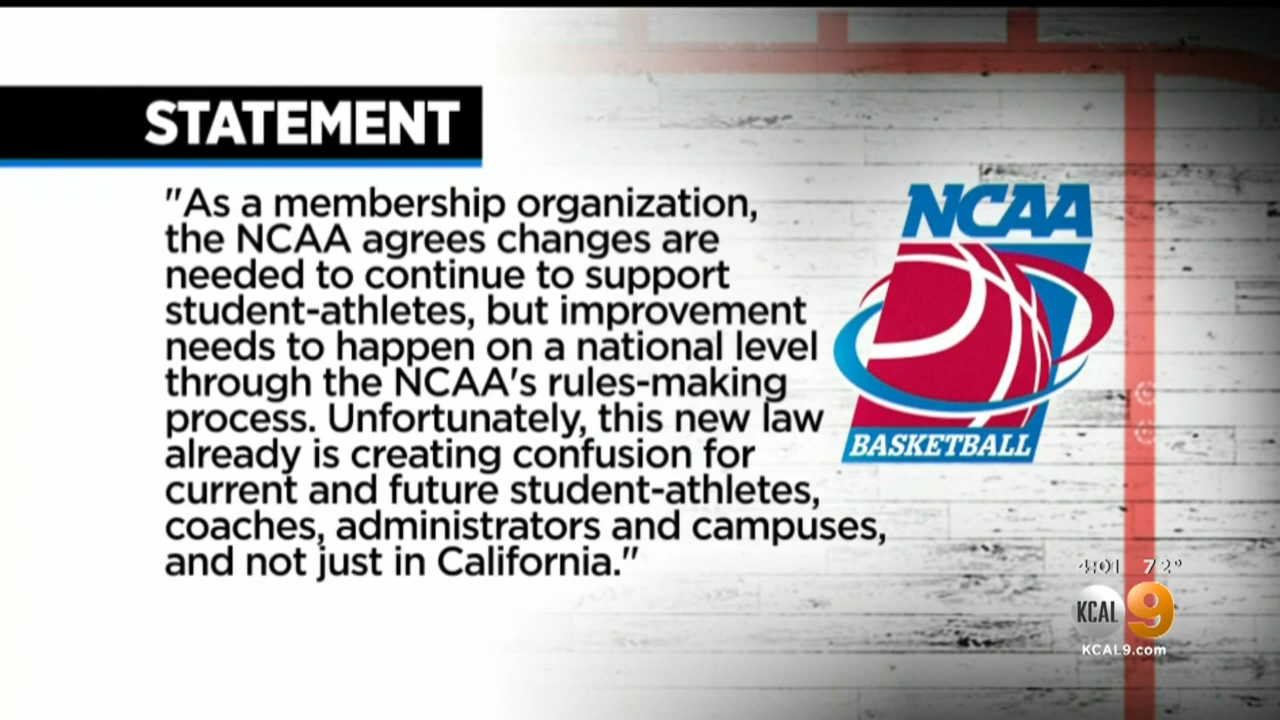 STATEMENT
"As a membership organization,
the NCAA agrees changes are
needed to continue to support
student-athletes, but improvement
needs to happen on a national level
through the NCAA's rules-making
process. Unfortunately, this new law
already is creating confusion for
current and future student-athletes,
coaches, administrators and campuses,
and not just in California."
NCAA
BASKETBALL
4:01 72°
KCAL 9
KCAL9.com